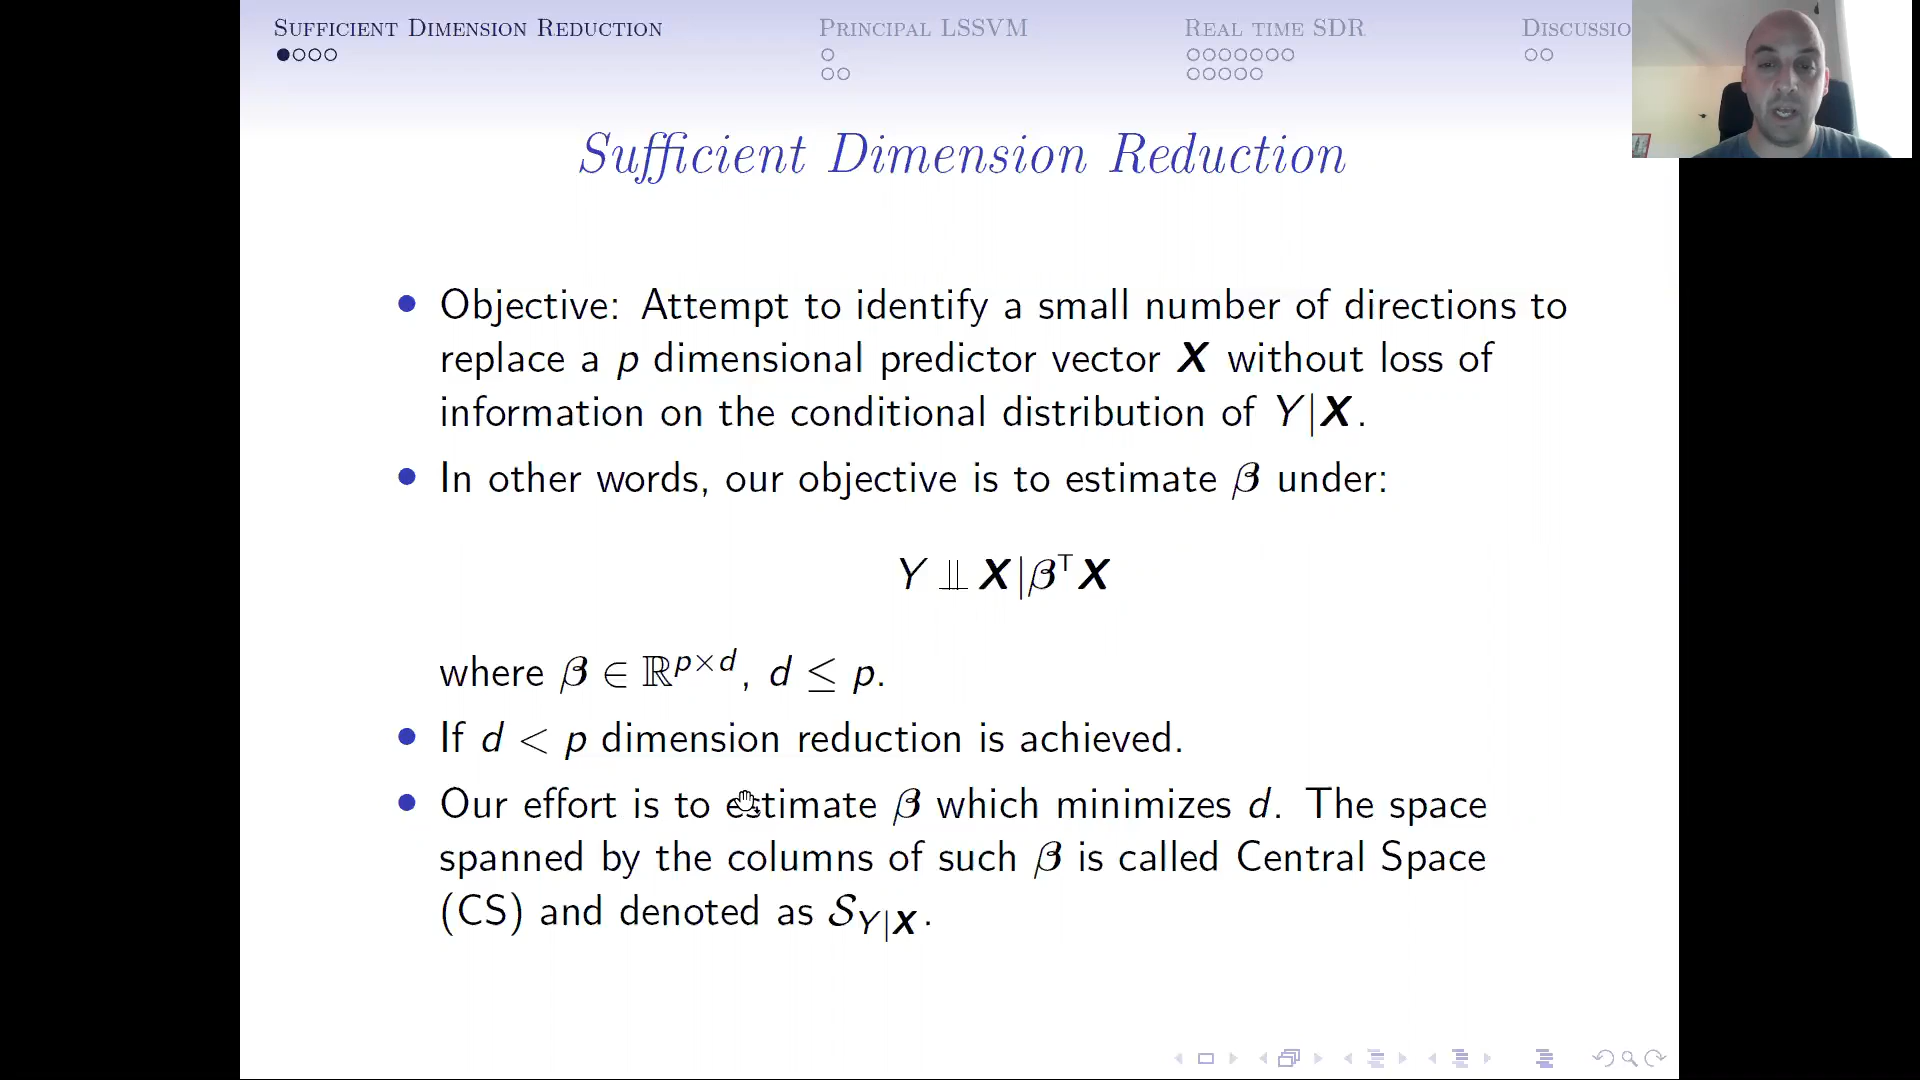 SUFFICIENT DIMENSION REDUCTION PRINCIPAL LSSVM REAL TIME SDR DISCUSSIO
Sufficient Dimension Reduction
• Objective: Attempt to identify a small number of directions to
replace a p dimensional predictor vector X without loss of
information on the conditional distribution of Y|X.
• In other words, our objective is to estimate β under:
Y ⫫ X|β⊤X
where β ∈ ℝ^{p×d}, d ≤ p.
• If d < p dimension reduction is achieved.
• Our effort is to estimate β which minimizes d. The space
spanned by the columns of such β is called Central Space
(CS) and denoted as 𝒮_{Y|X}.